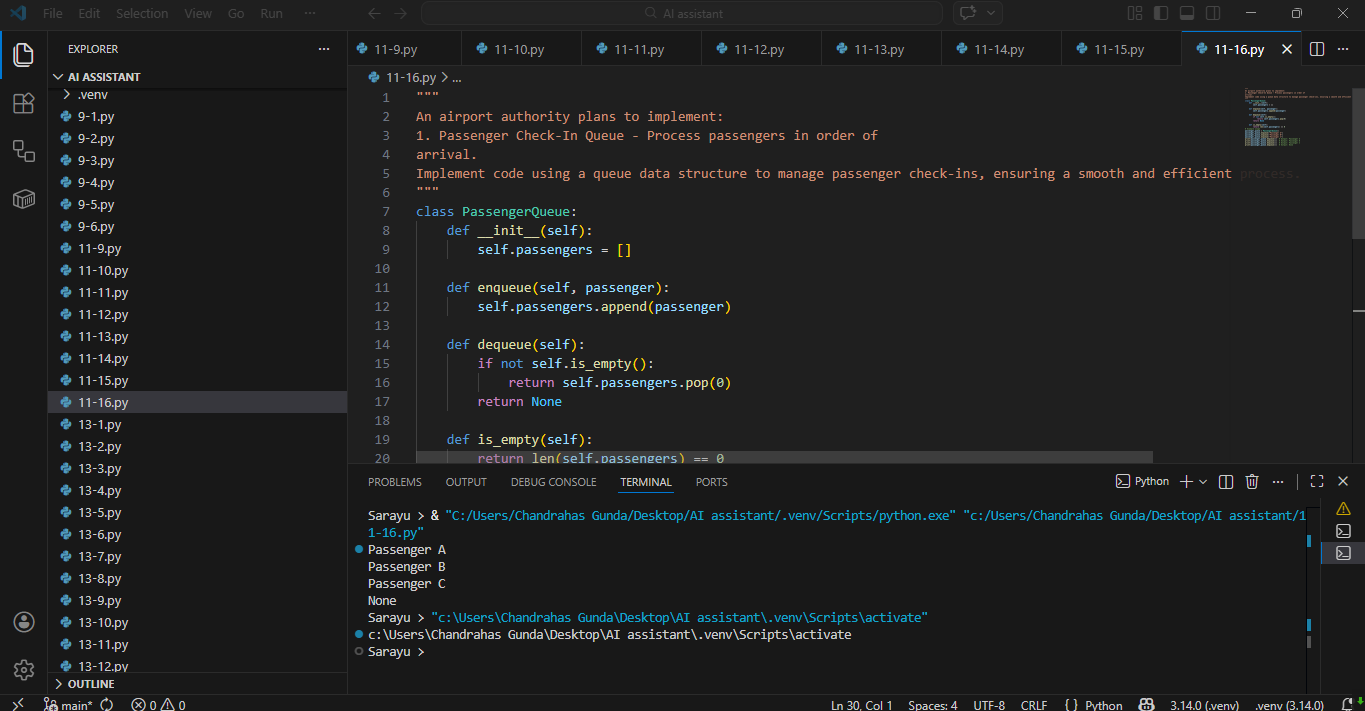 File Edit Selection View Go Run ··· AI assistant
EXPLORER ···
AI ASSISTANT
.venv
9-1.py
9-2.py
9-3.py
9-4.py
9-5.py
9-6.py
11-9.py
11-10.py
11-11.py
11-12.py
11-13.py
11-14.py
11-15.py
11-16.py
13-1.py
13-2.py
13-3.py
13-4.py
13-5.py
13-6.py
13-7.py
13-8.py
13-9.py
13-10.py
13-11.py
13-12.py
OUTLINE
11-9.py 11-10.py 11-11.py 11-12.py 11-13.py 11-14.py 11-15.py 11-16.py
11-16.py > ...
1 """
2 An airport authority plans to implement:
3 1. Passenger Check-In Queue - Process passengers in order of
4 arrival.
5 Implement code using a queue data structure to manage passenger check-ins, ensuring a smooth and efficient process.
6 """
7 class PassengerQueue:
8 def __init__(self):
9 self.passengers = []
10
11 def enqueue(self, passenger):
12 self.passengers.append(passenger)
13
14 def dequeue(self):
15 if not self.is_empty():
16 return self.passengers.pop(0)
17 return None
18
19 def is_empty(self):
20 return len(self.passengers) == 0
PROBLEMS OUTPUT DEBUG CONSOLE TERMINAL PORTS Python
Sarayu > & "C:/Users/Chandrahas Gunda/Desktop/AI assistant/.venv/Scripts/python.exe" "c:/Users/Chandrahas Gunda/Desktop/AI assistant/1
1-16.py"
Passenger A
Passenger B
Passenger C
None
Sarayu > "c:\Users\Chandrahas Gunda\Desktop\AI assistant\.venv\Scripts\activate"
c:\Users\Chandrahas Gunda\Desktop\AI assistant\.venv\Scripts\activate
Sarayu >
main* 0 0 Ln 30, Col 1 Spaces: 4 UTF-8 CRLF { } Python 3.14.0 (.venv) .venv (3.14.0)